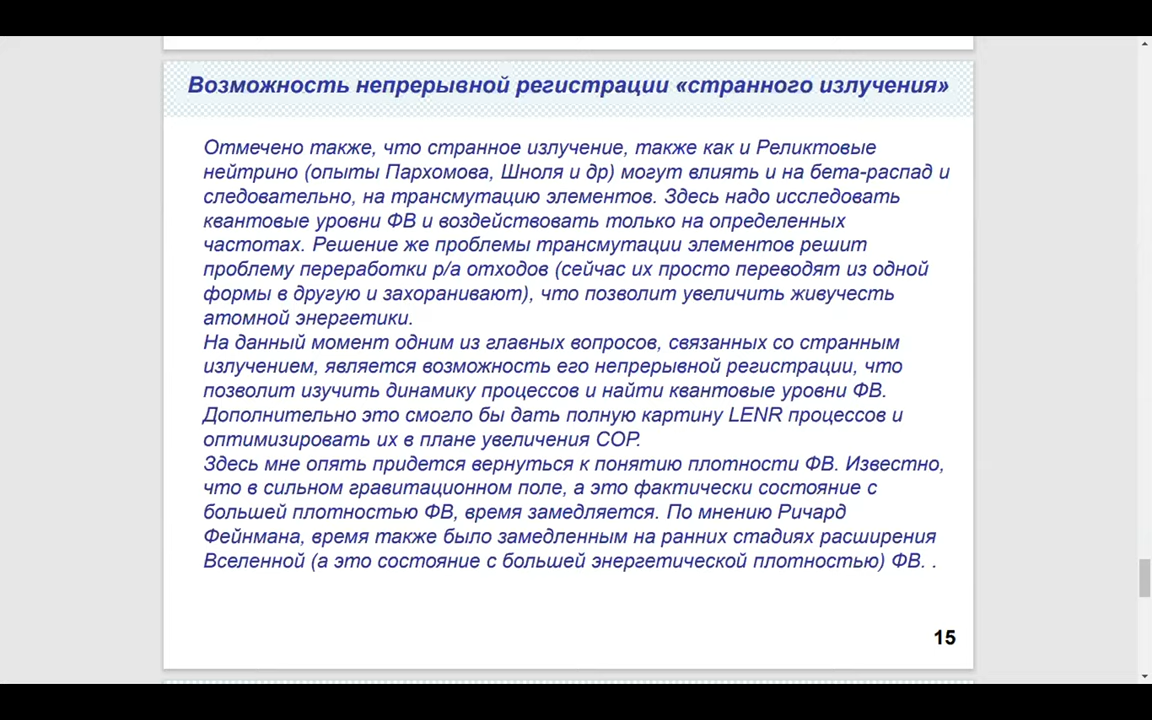 Возможность непрерывной регистрации «странного излучения»
Отмечено также, что странное излучение, также как и Реликтовые
нейтрино (опыты Пархомова, Шноля и др) могут влиять и на бета-распад и
следовательно, на трансмутацию элементов. Здесь надо исследовать
квантовые уровни ФВ и воздействовать только на определенных
частотах. Решение же проблемы трансмутации элементов решит
проблему переработки р/а отходов (сейчас их просто переводят из одной
формы в другую и захоранивают), что позволит увеличить живучесть
атомной энергетики.
На данный момент одним из главных вопросов, связанных со странным
излучением, является возможность его непрерывной регистрации, что
позволит изучить динамику процессов и найти квантовые уровни ФВ.
Дополнительно это смогло бы дать полную картину LENR процессов и
оптимизировать их в плане увеличения COP.
Здесь мне опять придется вернуться к понятию плотности ФВ. Известно,
что в сильном гравитационном поле, а это фактически состояние с
большей плотностью ФВ, время замедляется. По мнению Ричард
Фейнмана, время также было замедленным на ранних стадиях расширения
Вселенной (а это состояние с большей энергетической плотностью) ФВ. .
15